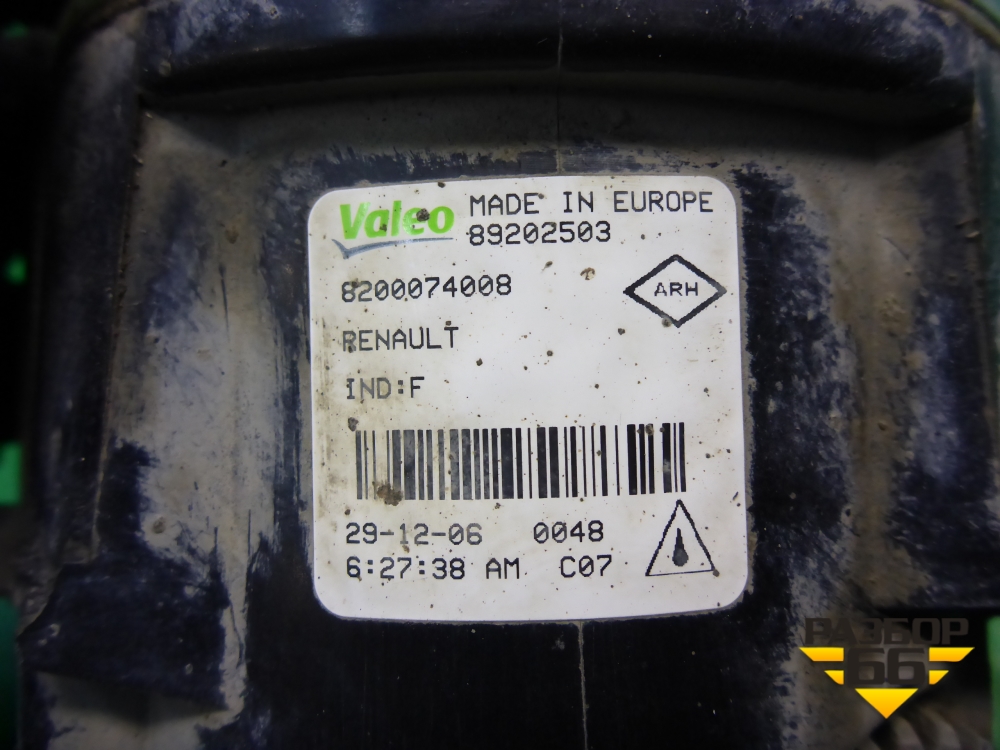 Valeo MADE IN EUROPE
89202503
8200074008
ARH
RENAULT
IND:F
29-12-06 0048
6:27:38 AM C07
РАЗБОР
66